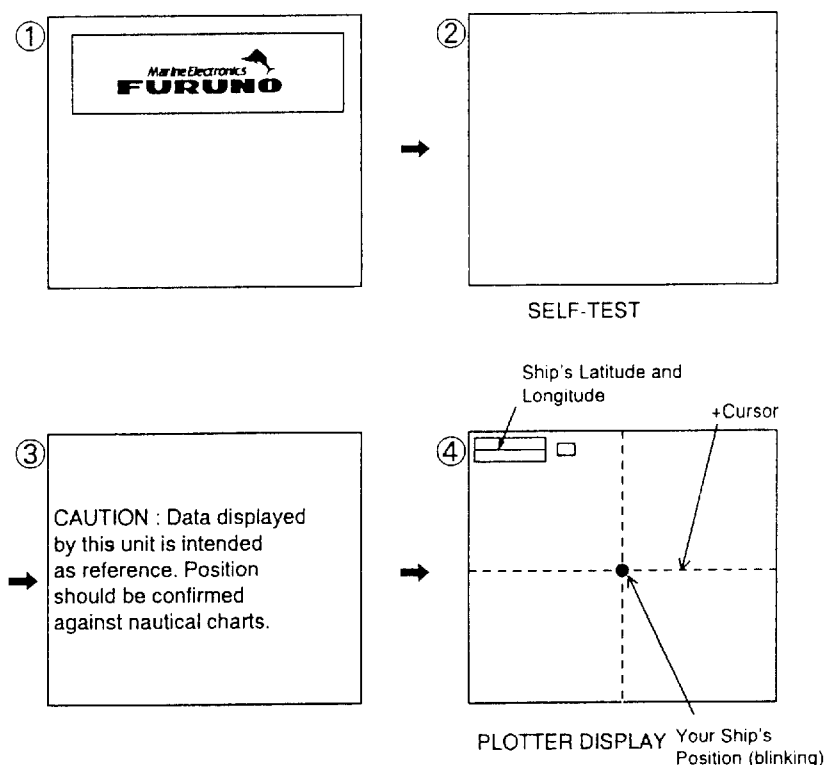 ①
Marine Electronics
FURUNO
②
SELF-TEST
③
CAUTION : Data displayed
by this unit is intended
as reference. Position
should be confirmed
against nautical charts.
Ship's Latitude and
Longitude
+Cursor
④
PLOTTER DISPLAY
Your Ship's
Position (blinking)